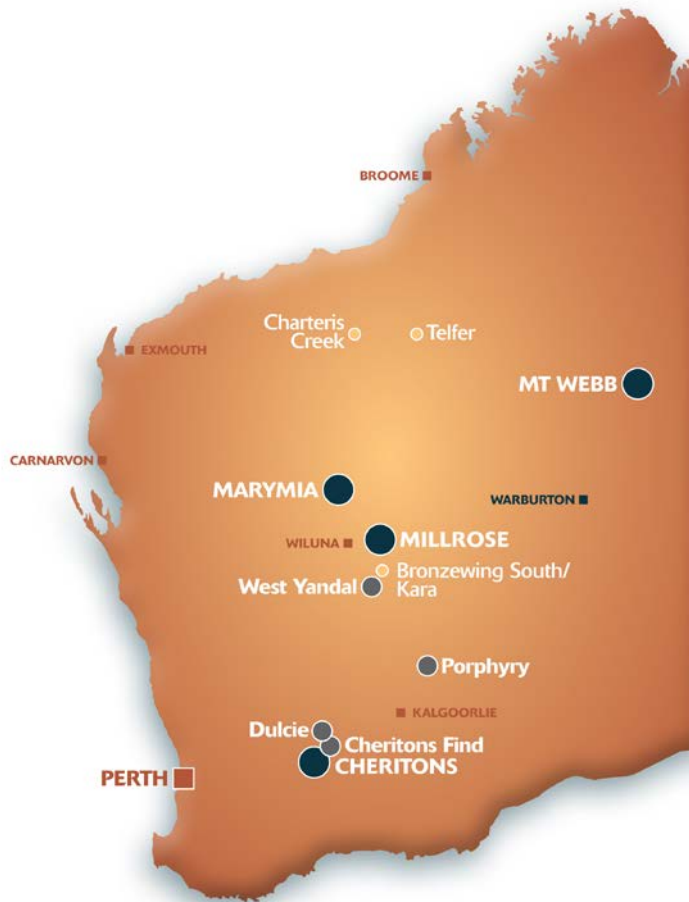 BROOME
Charteris
Creek
Telfer
EXMOUTH
MT WEBB
CARNARVON
MARYMIA
WARBURTON
MILLROSE
WILUNA
Bronzewing South/
Kara
West Yandal
Porphyry
KALGOORLIE
Dulcie
Cheritons Find
CHERITONS
PERTH